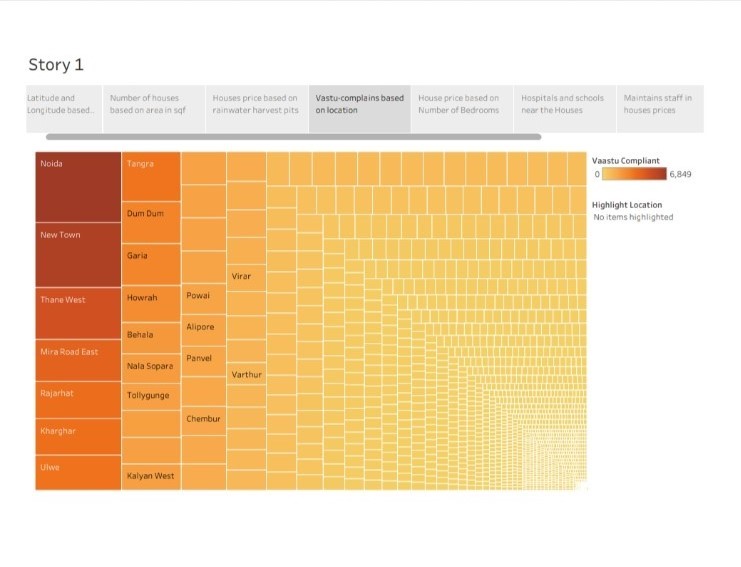 Story 1
Latitude and
Longitude based..
Number of houses
based on area in sqf
Houses price based on
rainwater harvest pits
Vastu-complains based
on location
House price based on
Number of Bedrooms
Hospitals and schools
near the Houses
Maintains staff in
houses prices
Noida
New Town
Thane West
Mira Road East
Rajarhat
Kharghar
Ulwe
Tangra
Dum Dum
Garia
Howrah
Behala
Nala Sopara
Tollygunge
Kalyan West
Powai
Alipore
Panvel
Chembur
Virar
Varthur
Vaastu Compliant
0 6,849
Highlight Location
No items highlighted